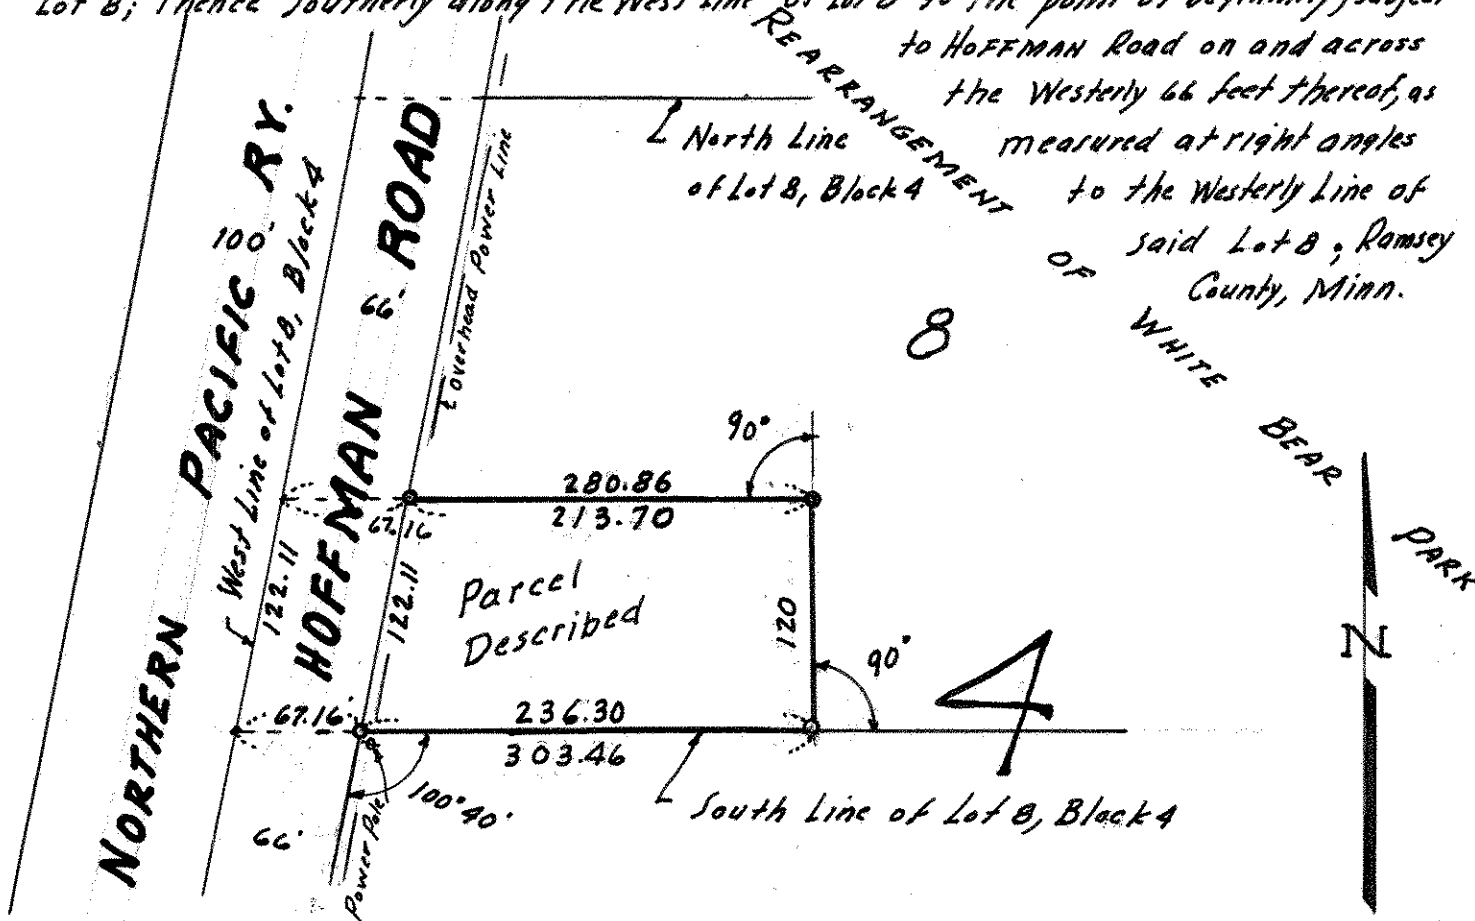 Lot 8; thence Southerly along the West Line of Lot 8 to the point of beginning, subject
to HOFFMAN Road on and across
the Westerly 66 feet thereof, as
measured at right angles
to the Westerly Line of
said Lot 8, Ramsey
County, Minn.
REARRANGEMENT OF WHITE BEAR PARK
North Line
of Lot 8, Block 4
NORTHERN PACIFIC RY.
100'
West Line of Lot 8, Block 4
HOFFMAN ROAD
66'
Overhead Power Line
8
90°
280.86
213.70
67.16
122.11
122.11
Parcel
Described
120
90°
4
N
67.16
236.30
303.46
100°40'
South Line of Lot 8, Block 4
66'
Power Pole